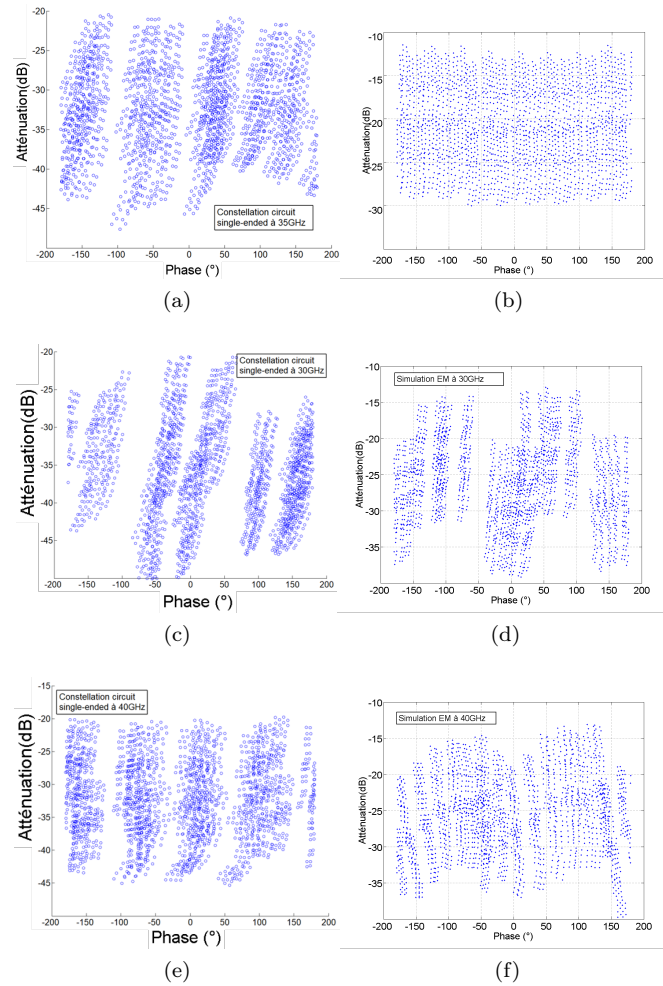 -20
-25
-30
-35
-40
-45
-50
Atténuation(dB)
Constellation circuit
single-ended à 35GHz
-200 -150 -100 -50 0 50 100 150 200
Phase (°)
(a)
-10
-15
-20
-25
-30
Atténuation(dB)
-200 -150 -100 -50 0 50 100 150 200
Phase (°)
(b)
-15
-20
-25
-30
-35
-40
-45
Atténuation(dB)
Constellation circuit
single-ended à 30GHz
-200 -150 -100 -50 0 50 100 150 200
Phase (°)
(c)
-10
-15
-20
-25
-30
-35
-40
Atténuation(dB)
Simulation EM à 30GHz
-200 -150 -100 -50 0 50 100 150 200
Phase (°)
(d)
-15
-20
-25
-30
-35
-40
-45
-50
Atténuation(dB)
Constellation circuit
single-ended à 40GHz
-200 -150 -100 -50 0 50 100 150 200
Phase (°)
(e)
-10
-15
-20
-25
-30
-35
-40
Atténuation(dB)
Simulation EM à 40GHz
-200 -150 -100 -50 0 50 100 150 200
Phase (°)
(f)